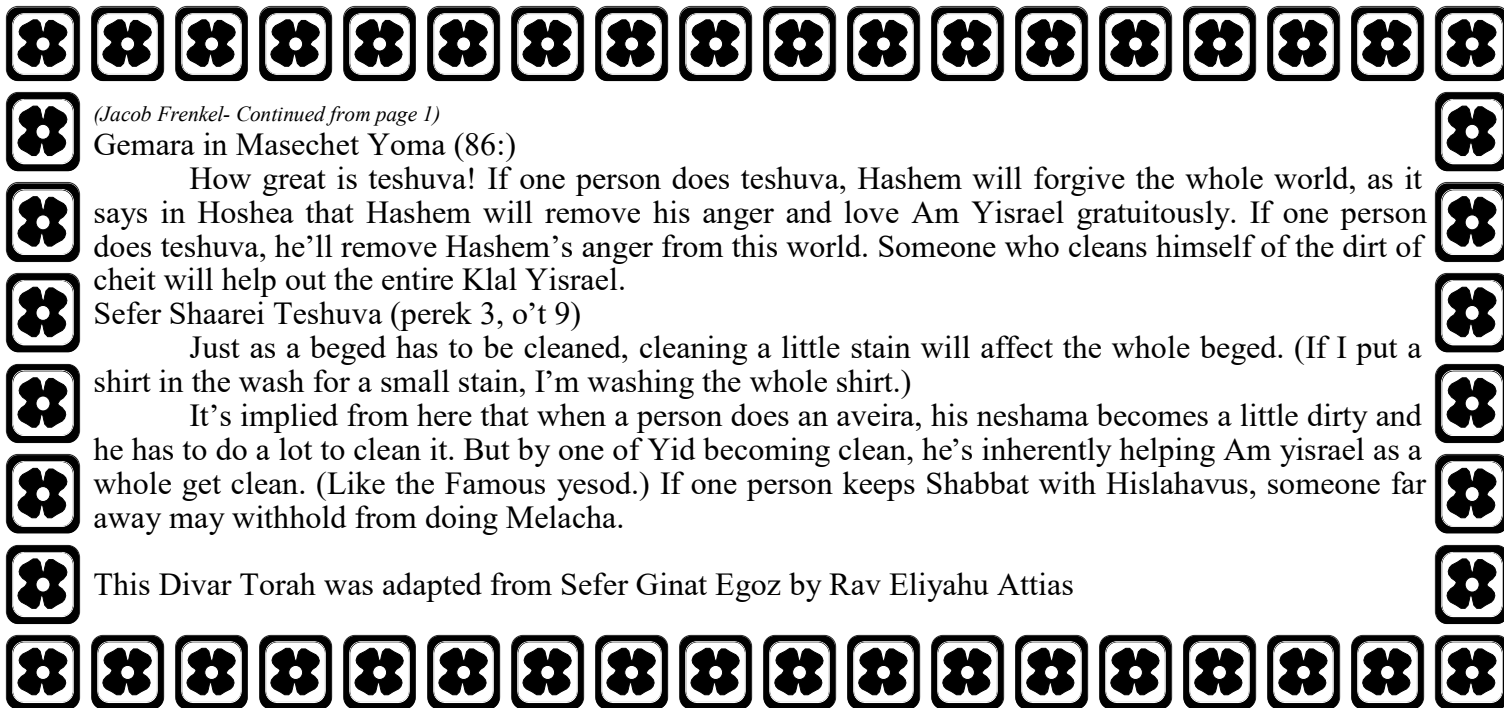 (Jacob Frenkel- Continued from page 1)
Gemara in Masechet Yoma (86:)
How great is teshuva! If one person does teshuva, Hashem will forgive the whole world, as it
says in Hoshea that Hashem will remove his anger and love Am Yisrael gratuitously. If one person
does teshuva, he’ll remove Hashem’s anger from this world. Someone who cleans himself of the dirt of
cheit will help out the entire Klal Yisrael.
Sefer Shaarei Teshuva (perek 3, o’t 9)
Just as a beged has to be cleaned, cleaning a little stain will affect the whole beged. (If I put a
shirt in the wash for a small stain, I’m washing the whole shirt.)
It’s implied from here that when a person does an aveira, his neshama becomes a little dirty and
he has to do a lot to clean it. But by one of Yid becoming clean, he’s inherently helping Am yisrael as a
whole get clean. (Like the Famous yesod.) If one person keeps Shabbat with Hislahavus, someone far
away may withhold from doing Melacha.
This Divar Torah was adapted from Sefer Ginat Egoz by Rav Eliyahu Attias